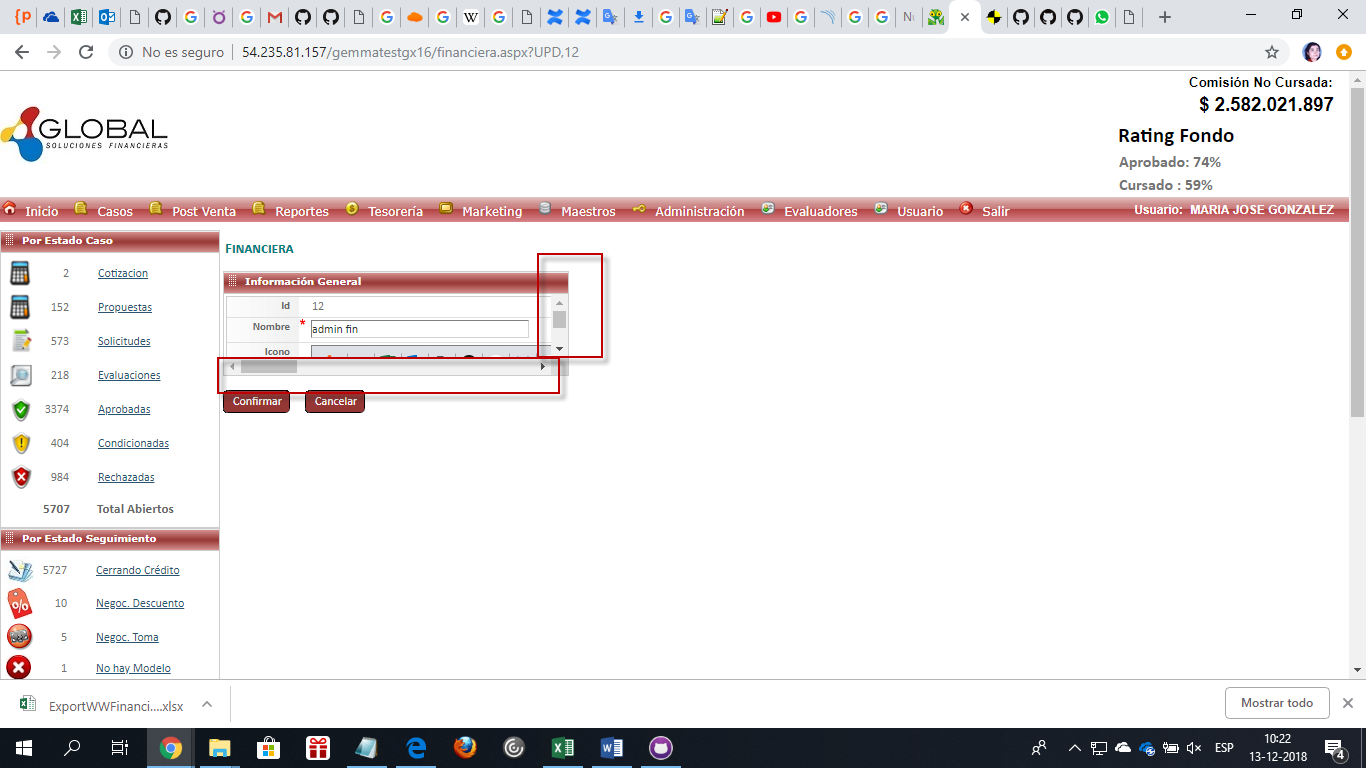 No es seguro
54.235.81.157/gemmatestgx16/financiera.aspx?UPD,12
Comisión No Cursada:
$ 2.582.021.897
GLOBAL
SOLUCIONES FINANCIERAS
Rating Fondo
Aprobado: 74%
Cursado : 59%
Inicio Casos Post Venta Reportes Tesorería Marketing Maestros Administración Evaluadores Usuario Salir Usuario: MARIA JOSE GONZALEZ
Por Estado Caso
2 Cotizacion
152 Propuestas
573 Solicitudes
218 Evaluaciones
3374 Aprobadas
404 Condicionadas
984 Rechazadas
5707 Total Abiertos
Por Estado Seguimiento
5727 Cerrando Crédito
10 Negoc. Descuento
5 Negoc. Toma
1 No hay Modelo
FINANCIERA
Información General
Id 12
Nombre * admin fin
Icono
Confirmar Cancelar
ExportWWFinanci....xlsx
Mostrar todo
ESP
10:22
13-12-2018
4